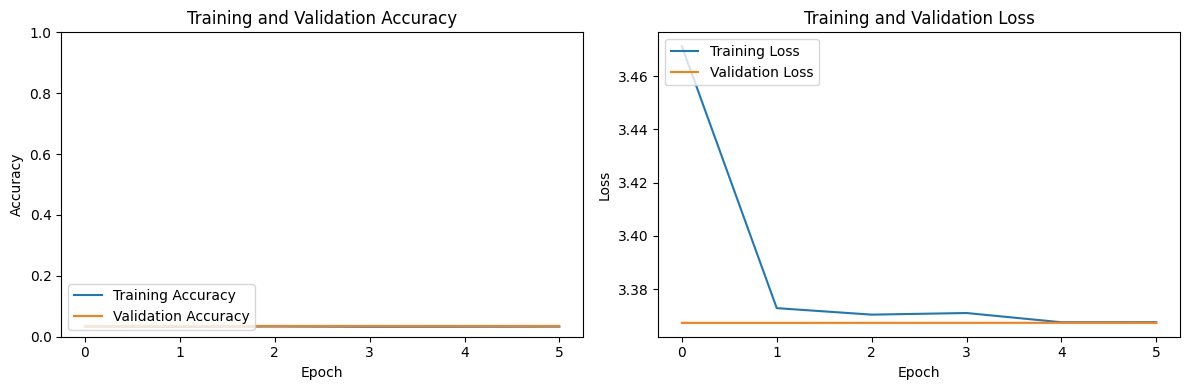 Training and Validation Accuracy
1.0
0.8
0.6
0.4
0.2
0.0
Accuracy
Training Accuracy
Validation Accuracy
0 1 2 3 4 5
Epoch
Training and Validation Loss
3.46
3.44
3.42
3.40
3.38
Loss
Training Loss
Validation Loss
0 1 2 3 4 5
Epoch